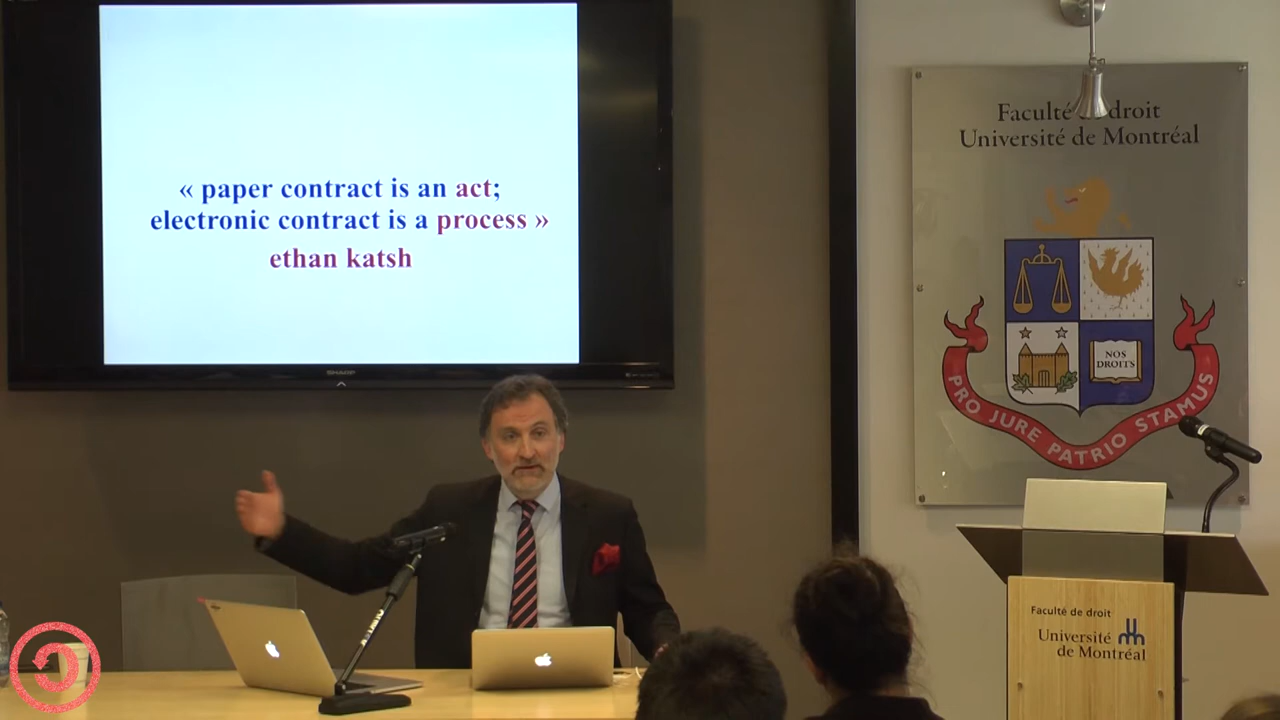 « paper contract is an act;
electronic contract is a process »
ethan katsh
SHARP
Faculté de droit
Université de Montréal
NOS
DROITS
PRO JURE PATRIO STAMUS
Faculté de droit
Université
de Montréal